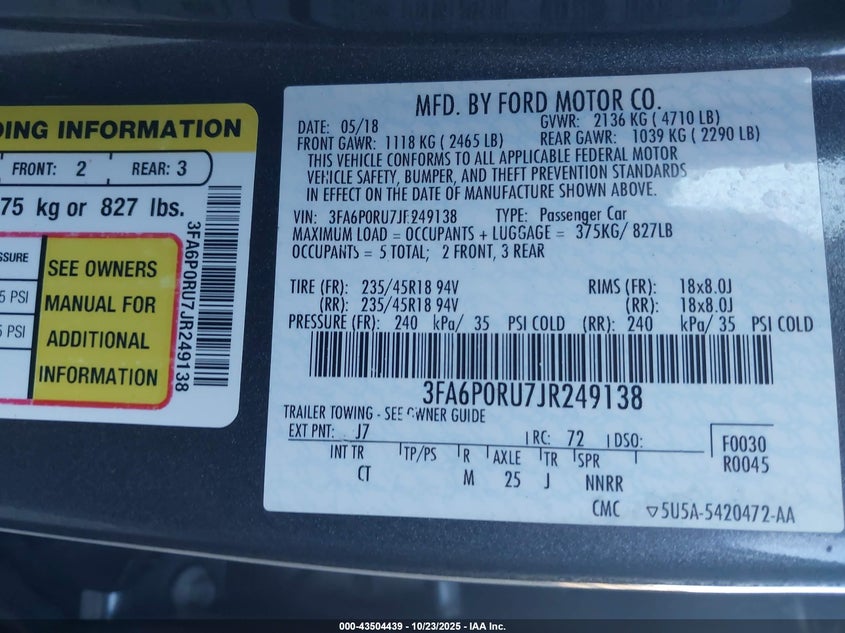 DING INFORMATION
FRONT: 2 REAR: 3
75 kg or 827 lbs.
SSURE
5 PSI
5 PSI
SEE OWNERS
MANUAL FOR
ADDITIONAL
INFORMATION
3FA6P0RU7JR249138
MFD. BY FORD MOTOR CO.
DATE: 05/18 GVWR: 2136 KG ( 4710 LB)
FRONT GAWR: 1118 KG ( 2465 LB) REAR GAWR: 1039 KG ( 2290 LB)
THIS VEHICLE CONFORMS TO ALL APPLICABLE FEDERAL MOTOR
VEHICLE SAFETY, BUMPER, AND THEFT PREVENTION STANDARDS
IN EFFECT ON THE DATE OF MANUFACTURE SHOWN ABOVE.
VIN: 3FA6P0RU7JR249138 TYPE: Passenger Car
MAXIMUM LOAD = OCCUPANTS + LUGGAGE = 375KG/ 827LB
OCCUPANTS = 5 TOTAL; 2 FRONT, 3 REAR
TIRE (FR): 235/45R18 94V RIMS (FR): 18x8.0J
(RR): 235/45R18 94V (RR): 18x8.0J
PRESSURE (FR): 240 kPa/ 35 PSI COLD (RR): 240 kPa/ 35 PSI COLD
3FA6P0RU7JR249138
TRAILER TOWING - SEE OWNER GUIDE
EXT PNT: J7 RC: 72 DSO: F0030
R0045
INT TR TP/PS R AXLE TR SPR
CT M 25 J NNRR
CMC ▽5U5A-5420472-AA
000-43504439 - 10/23/2025 - IAA Inc.